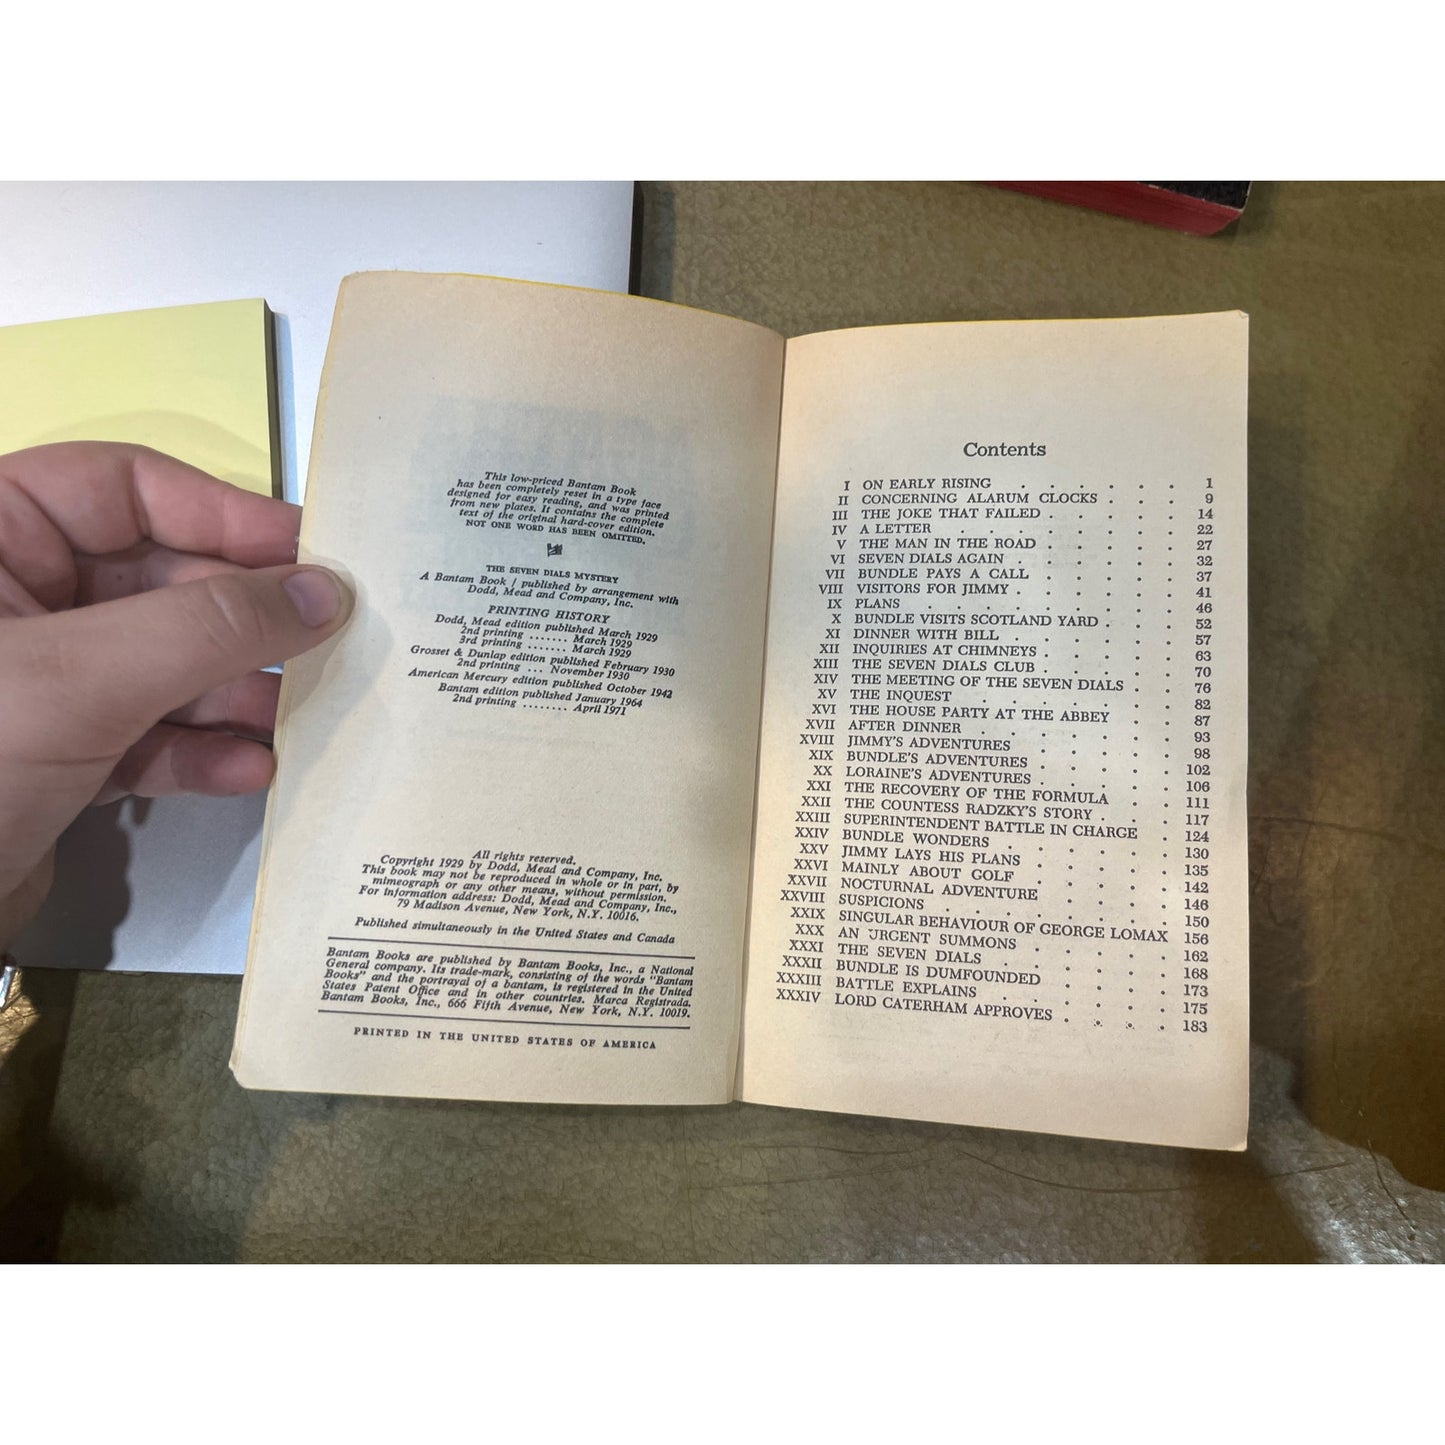 This low-priced Bantam Book
has been completely reset in a type face
designed for easy reading, and was printed
from new plates. It contains the complete
text of the original hard-cover edition.
NOT ONE WORD HAS BEEN OMITTED.
THE SEVEN DIALS MYSTERY
A Bantam Book / published by arrangement with
Dodd, Mead and Company, Inc.
PRINTING HISTORY
Dodd, Mead edition published March 1929
2nd printing ....... March 1929
3rd printing ....... March 1929
Grosset & Dunlap edition published February 1930
2nd printing ... November 1930
American Mercury edition published October 1942
Bantam edition published January 1964
2nd printing ........ April 1971
All rights reserved.
Copyright 1929 by Dodd, Mead and Company, Inc.
This book may not be reproduced in whole or in part, by
mimeograph or any other means, without permission.
For information address: Dodd, Mead and Company, Inc.,
79 Madison Avenue, New York, N.Y. 10016.
Published simultaneously in the United States and Canada
Bantam Books are published by Bantam Books, Inc., a National
General company. Its trade-mark, consisting of the words "Bantam
Books" and the portrayal of a bantam, is registered in the United
States Patent Office and in other countries. Marca Registrada.
Bantam Books, Inc., 666 Fifth Avenue, New York, N.Y. 10019.
PRINTED IN THE UNITED STATES OF AMERICA
Contents
I ON EARLY RISING . . . . . . 1
II CONCERNING ALARUM CLOCKS . . . 9
III THE JOKE THAT FAILED . . . . . 14
IV A LETTER . . . . . . . 22
V THE MAN IN THE ROAD . . . . . 27
VI SEVEN DIALS AGAIN . . . . . . 32
VII BUNDLE PAYS A CALL . . . . . 37
VIII VISITORS FOR JIMMY . . . . . . 41
IX PLANS . . . . . . . . 46
X BUNDLE VISITS SCOTLAND YARD . . . 52
XI DINNER WITH BILL . . . . . . 57
XII INQUIRIES AT CHIMNEYS . . . . . 63
XIII THE SEVEN DIALS CLUB . . . . . 70
XIV THE MEETING OF THE SEVEN DIALS . . 76
XV THE INQUEST . . . . . . . 82
XVI THE HOUSE PARTY AT THE ABBEY . . 87
XVII AFTER DINNER . . . . . . . 93
XVIII JIMMY'S ADVENTURES . . . . . 98
XIX BUNDLE'S ADVENTURES . . . . . 102
XX LORAINE'S ADVENTURES . . . . . 106
XXI THE RECOVERY OF THE FORMULA . . 111
XXII THE COUNTESS RADZKY'S STORY . . . 117
XXIII SUPERINTENDENT BATTLE IN CHARGE . 124
XXIV BUNDLE WONDERS . . . . . . 130
XXV JIMMY LAYS HIS PLANS . . . . . 135
XXVI MAINLY ABOUT GOLF . . . . . 142
XXVII NOCTURNAL ADVENTURE . . . . 146
XXVIII SUSPICIONS . . . . . . . . 150
XXIX SINGULAR BEHAVIOUR OF GEORGE LOMAX 156
XXX AN URGENT SUMMONS . . . . . 162
XXXI THE SEVEN DIALS . . . . . . 168
XXXII BUNDLE IS DUMFOUNDED . . . . 173
XXXIII BATTLE EXPLAINS . . . . . . 175
XXXIV LORD CATERHAM APPROVES . . . . 183